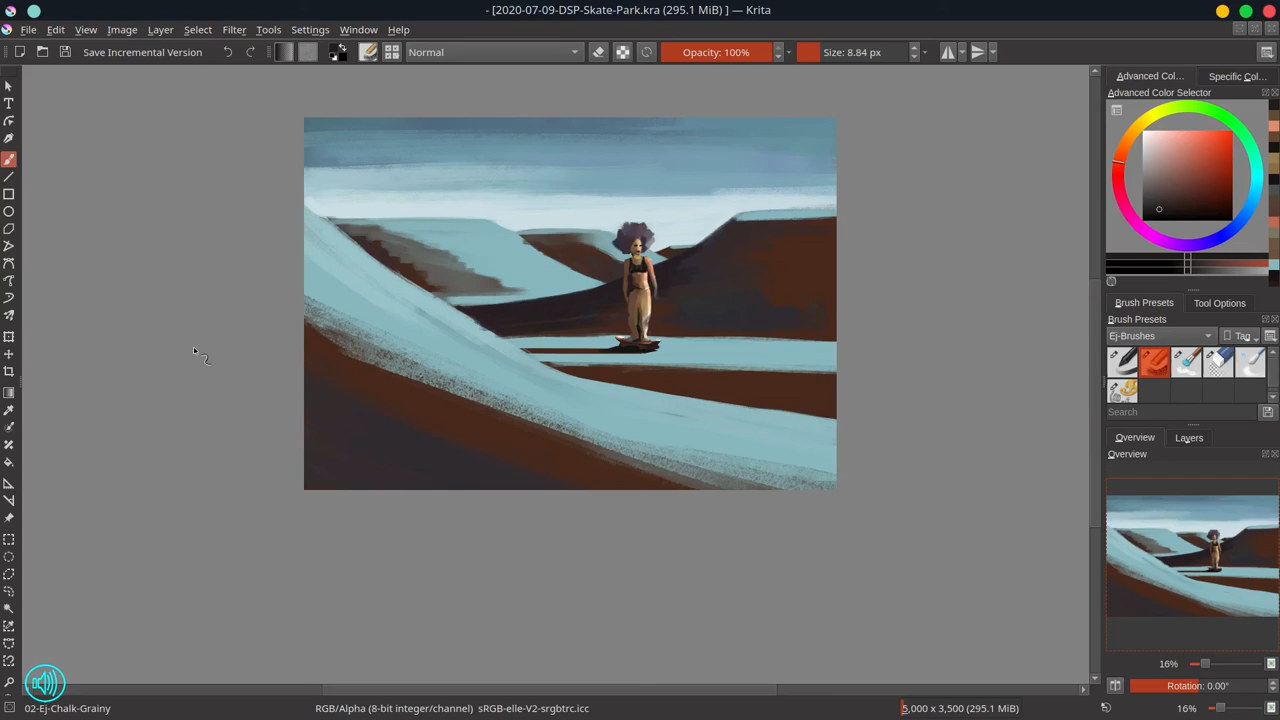 - [2020-07-09-DSP-Skate-Park.kra (295.1 MiB) ] — Krita
File Edit View Image Layer Select Filter Tools Settings Window Help
Save Incremental Version Normal Opacity: 100% Size: 8.84 px
Advanced Col... Specific Col...
Advanced Color Selector
Brush Presets Tool Options
Brush Presets
Ej-Brushes Tag
Search
Overview Layers
Overview
16%
Rotation: 0.00°
02-Ej-Chalk-Grainy RGB/Alpha (8-bit integer/channel) sRGB-elle-V2-srgbtrc.icc 5,000 x 3,500 (295.1 MiB) 16%